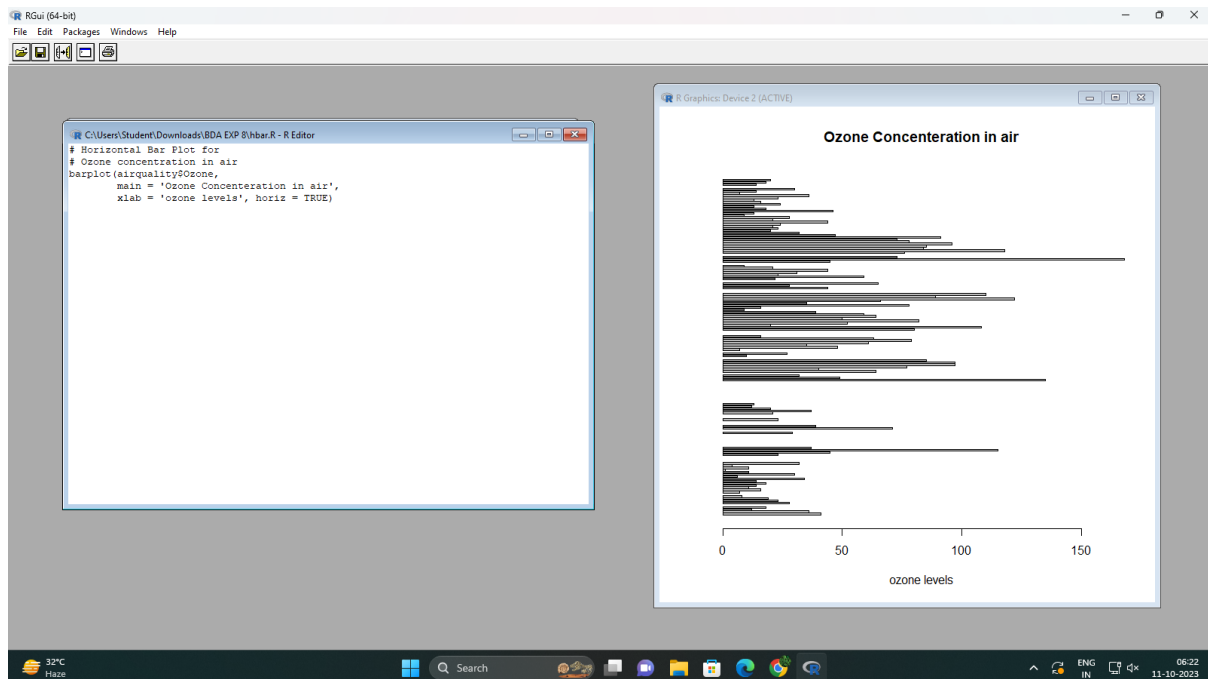 RGui (64-bit)
File Edit Packages Windows Help
C:\Users\Student\Downloads\BDA EXP 8\hbar.R - R Editor
# Horizontal Bar Plot for
# Ozone concentration in air
barplot(airquality$Ozone,
main = 'Ozone Concenteration in air',
xlab = 'ozone levels', horiz = TRUE)
R Graphics: Device 2 (ACTIVE)
Ozone Concenteration in air
0 50 100 150
ozone levels
32°C
Haze
Search
ENG
IN
06:22
11-10-2023